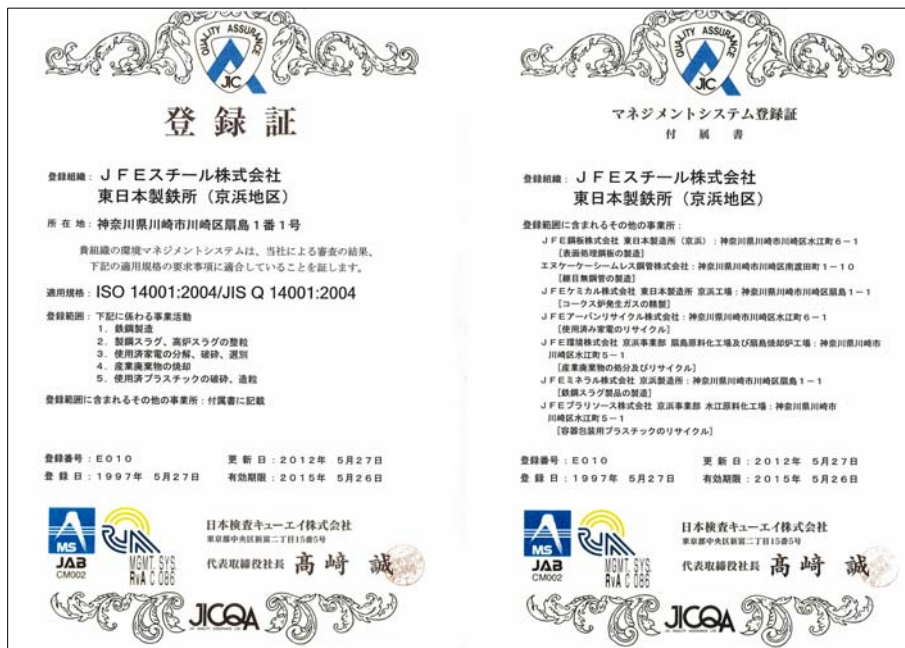 QUALITY ASSURANCE
JIC
登録証
登録組織：ＪＦＥスチール株式会社
東日本製鉄所（京浜地区）
所在地：神奈川県川崎市川崎区扇島１番１号
貴組織の環境マネジメントシステムは、当社による審査の結果、
下記の適用規格の要求事項に適合していることを証します。
適用規格：ISO 14001:2004/JIS Q 14001:2004
登録範囲：下記に係わる事業活動
１．鉄鋼製造
２．製鋼スラグ、高炉スラグの整粒
３．使用済家電の分解、破砕、選別
４．産業廃棄物の焼却
５．使用済プラスチックの破砕、造粒
登録範囲に含まれるその他の事業所：付属書に記載
登録番号：Ｅ０１０　更新日：２０１２年　５月２７日
登録日：１９９７年　５月２７日　有効期限：２０１５年　５月２６日
MS
JAB
CM002
RvA
MGMT. SYS.
RvA C 086
日本検査キューエイ株式会社
東京都中央区新富二丁目15番5号
代表取締役社長　髙﨑　誠
JICQA
JIC QUALITY ASSURANCE LTD.
QUALITY ASSURANCE
JIC
マネジメントシステム登録証
付属書
登録組織：ＪＦＥスチール株式会社
東日本製鉄所（京浜地区）
登録範囲に含まれるその他の事業所：
ＪＦＥ鋼板株式会社 東日本製造所（京浜）：神奈川県川崎市川崎区水江町６−１
[表面処理鋼板の製造]
エヌケーケーシームレス鋼管株式会社：神奈川県川崎市川崎区南渡田町１−１０
[継目無鋼管の製造]
ＪＦＥケミカル株式会社 東日本製造所 京浜工場：神奈川県川崎市川崎区扇島１−１
[コークス炉発生ガスの精製]
ＪＦＥアーバンリサイクル株式会社：神奈川県川崎市川崎区水江町６−１
[使用済み家電のリサイクル]
ＪＦＥ環境株式会社 京浜事業部 扇島原料化工場及び扇島焼却炉工場：神奈川県川崎市
川崎区水江町５−１
[産業廃棄物の処分及びリサイクル]
ＪＦＥミネラル株式会社 京浜製造所：神奈川県川崎市川崎区扇島１−１
[鉄鋼スラグ製品の製造]
ＪＦＥプラリソース株式会社 京浜事業部 水江原料化工場：神奈川県川崎市
川崎区水江町５−１
[容器包装用プラスチックのリサイクル]
登録番号：Ｅ０１０　更新日：２０１２年　５月２７日
登録日：１９９７年　５月２７日　有効期限：２０１５年　５月２６日
MS
JAB
CM002
RvA
MGMT. SYS.
RvA C 086
日本検査キューエイ株式会社
東京都中央区新富二丁目15番5号
代表取締役社長　髙﨑　誠
JICQA
JIC QUALITY ASSURANCE LTD.